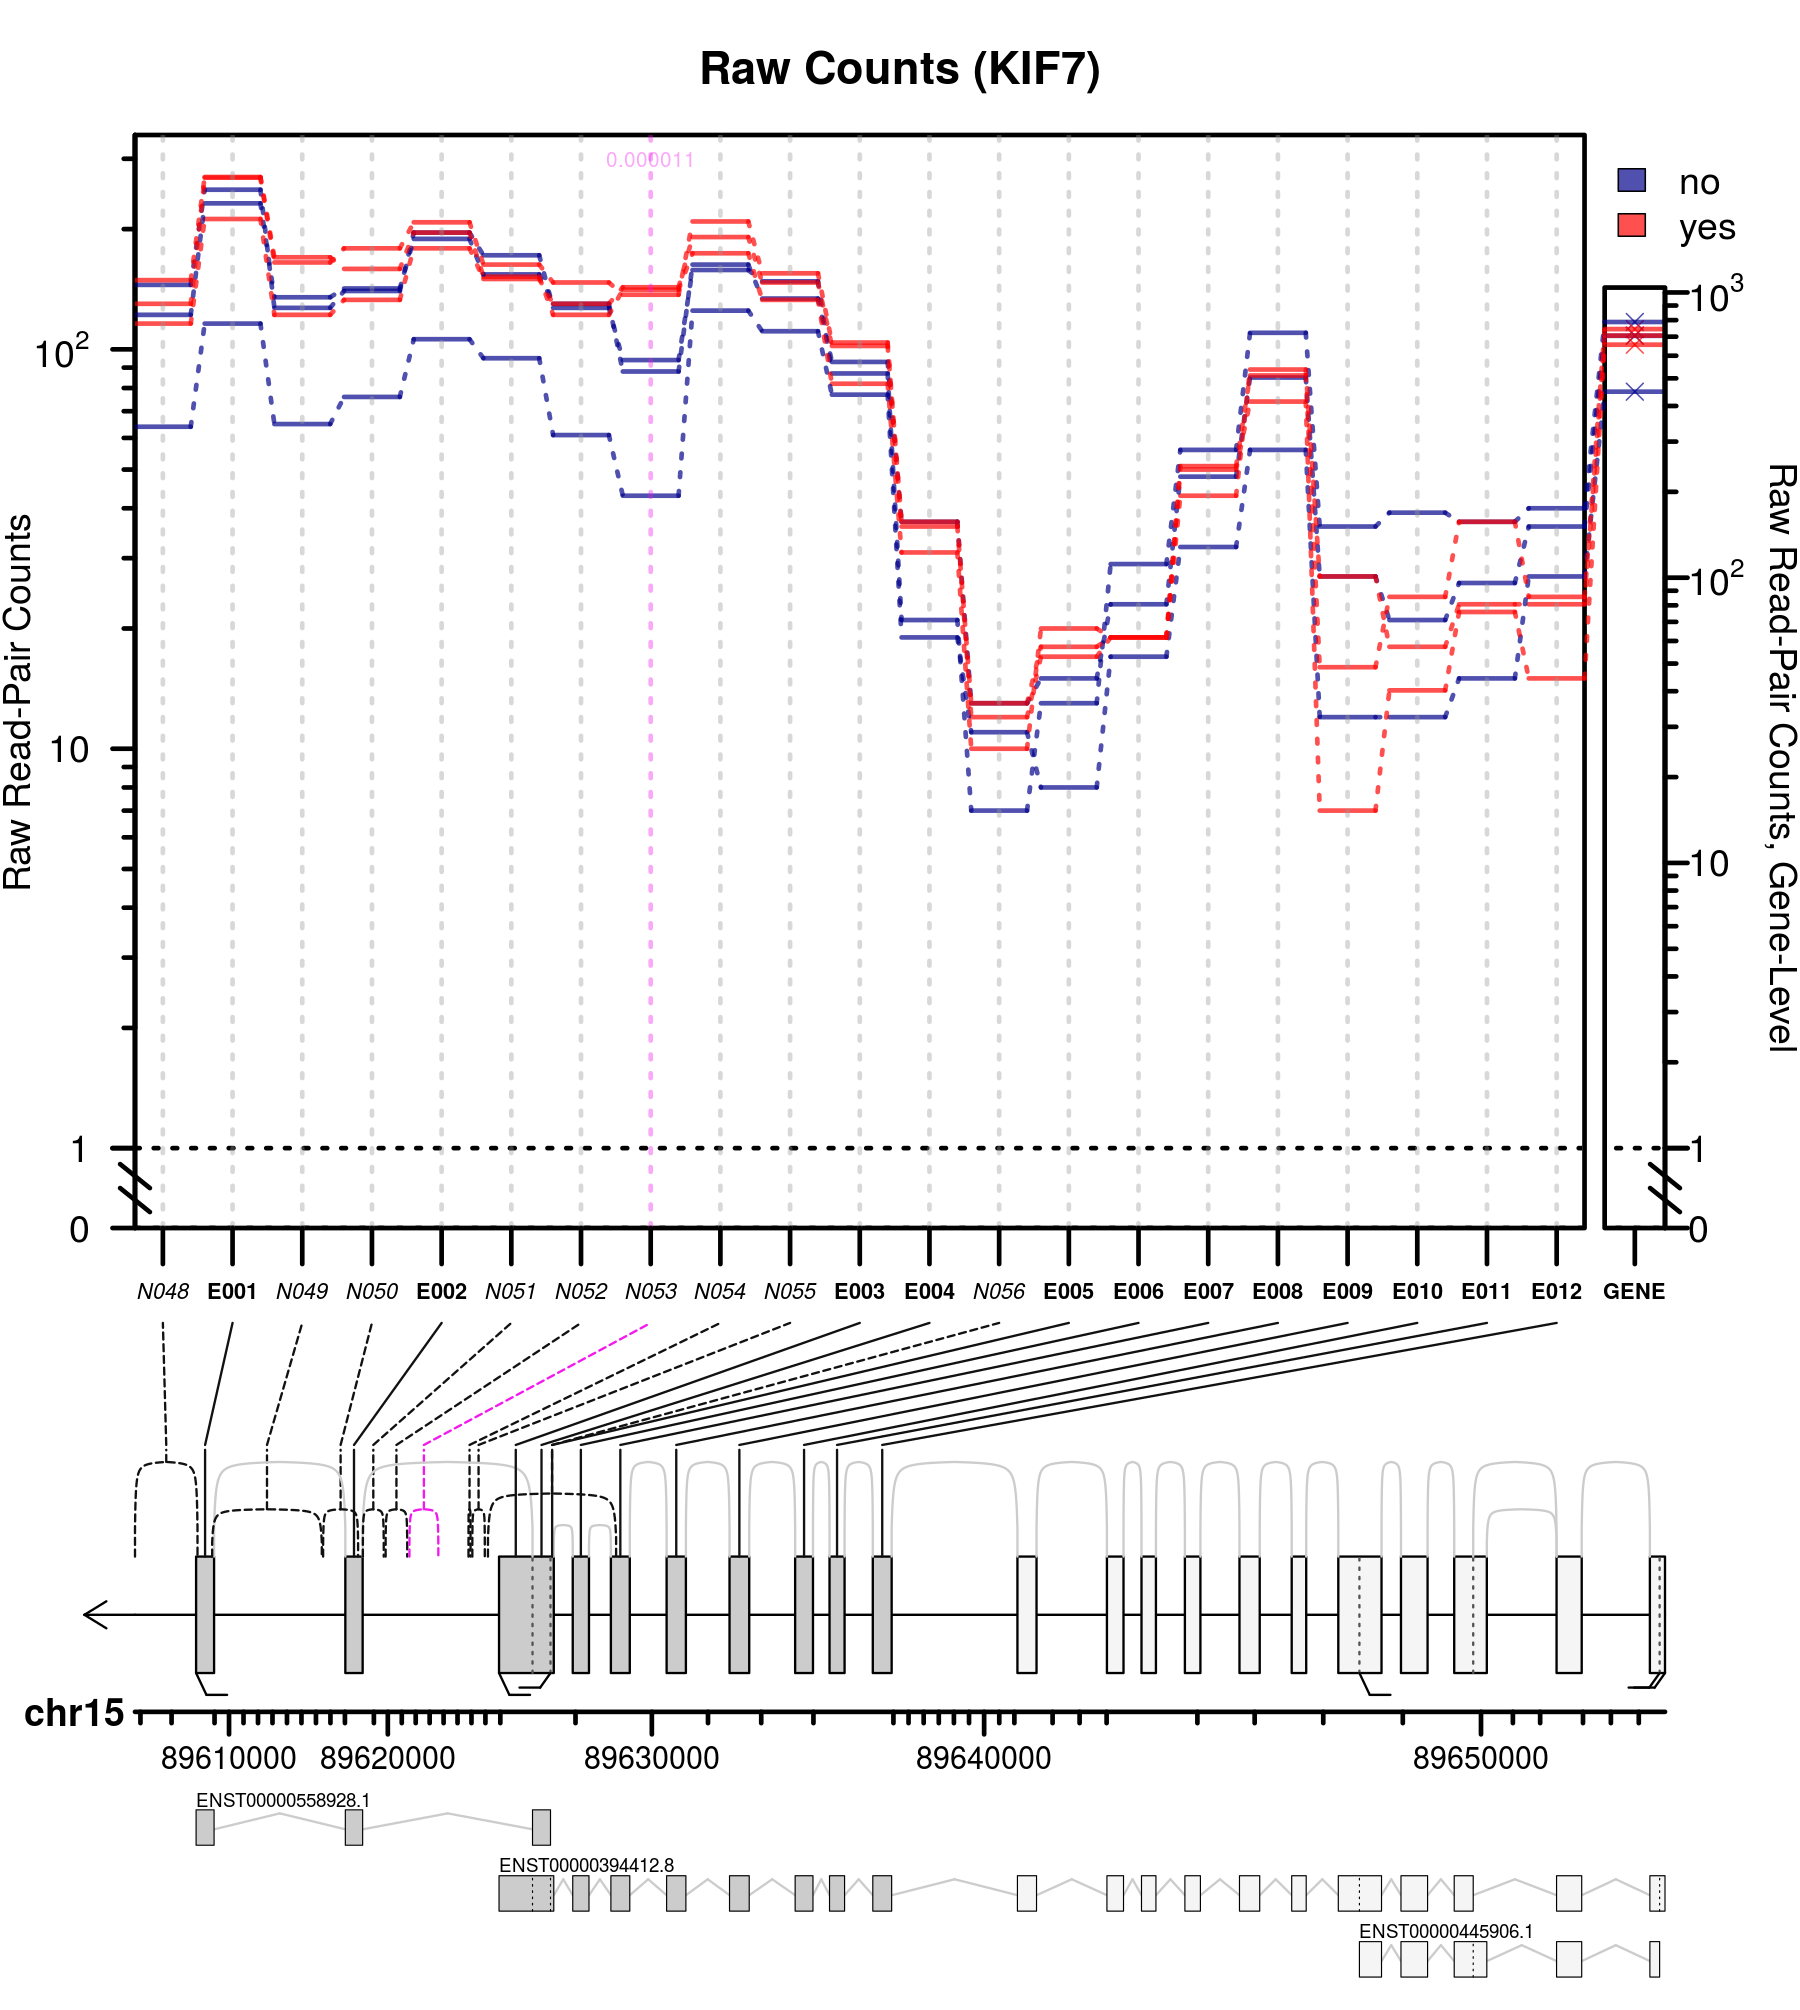 Raw Counts (KIF7)
0.000011
no
yes
Raw Read-Pair Counts
10²
10
1
0
10³
10²
10
1
0
Raw Read-Pair Counts, Gene-Level
N048 E001 N049 N050 E002 N051 N052 N053 N054 N055 E003 E004 N056 E005 E006 E007 E008 E009 E010 E011 E012 GENE
chr15
89610000 89620000 89630000 89640000 89650000
ENST00000558928.1
ENST00000394412.8
ENST00000445906.1